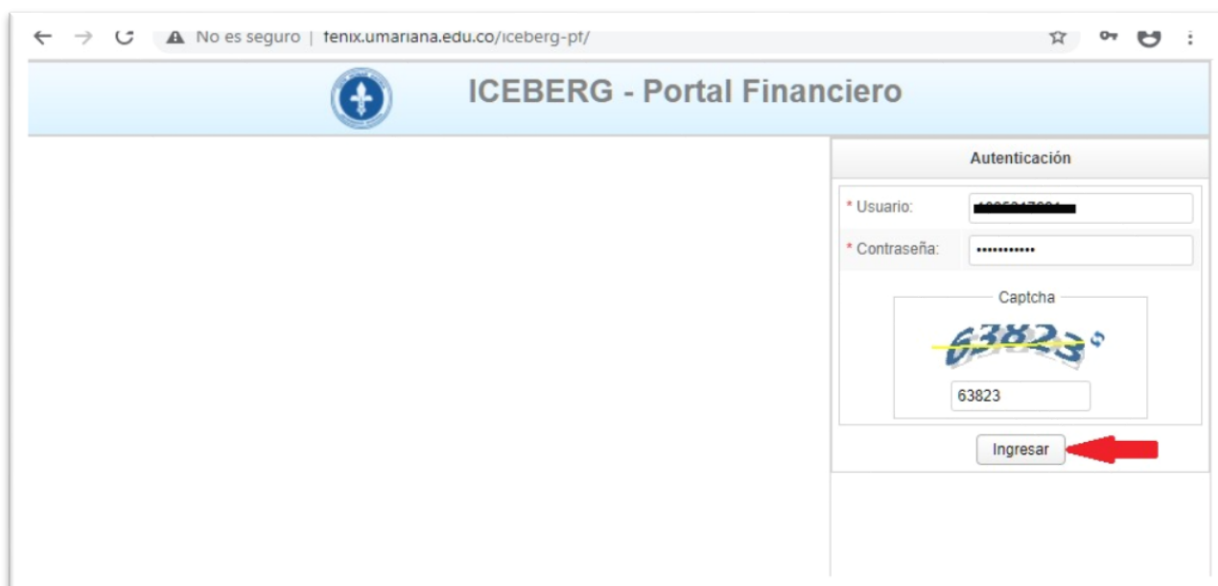 No es seguro | fenix.umariana.edu.co/iceberg-pf/
ICEBERG - Portal Financiero
Autenticación
* Usuario:
* Contraseña: •••••••••••
Captcha
63823
63823
Ingresar